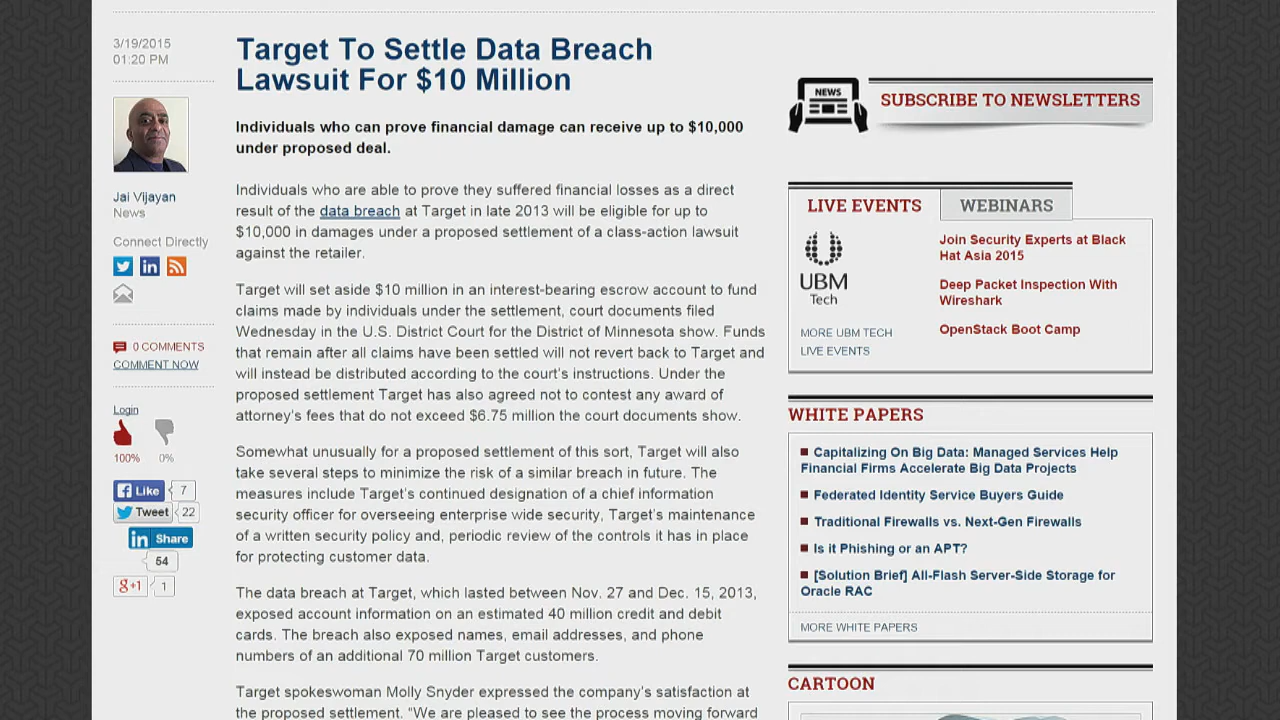 3/19/2015
01:20 PM
Jai Vijayan
News
Connect Directly
0 COMMENTS
COMMENT NOW
Login
100% 0%
Like 7
Tweet 22
in Share
54
g+1 1
Target To Settle Data Breach
Lawsuit For $10 Million
Individuals who can prove financial damage can receive up to $10,000
under proposed deal.
Individuals who are able to prove they suffered financial losses as a direct
result of the data breach at Target in late 2013 will be eligible for up to
$10,000 in damages under a proposed settlement of a class-action lawsuit
against the retailer.
Target will set aside $10 million in an interest-bearing escrow account to fund
claims made by individuals under the settlement, court documents filed
Wednesday in the U.S. District Court for the District of Minnesota show. Funds
that remain after all claims have been settled will not revert back to Target and
will instead be distributed according to the court's instructions. Under the
proposed settlement Target has also agreed not to contest any award of
attorney's fees that do not exceed $6.75 million the court documents show.
Somewhat unusually for a proposed settlement of this sort, Target will also
take several steps to minimize the risk of a similar breach in future. The
measures include Target's continued designation of a chief information
security officer for overseeing enterprise wide security, Target's maintenance
of a written security policy and, periodic review of the controls it has in place
for protecting customer data.
The data breach at Target, which lasted between Nov. 27 and Dec. 15, 2013,
exposed account information on an estimated 40 million credit and debit
cards. The breach also exposed names, email addresses, and phone
numbers of an additional 70 million Target customers.
Target spokeswoman Molly Snyder expressed the company's satisfaction at
the proposed settlement. "We are pleased to see the process moving forward
NEWS
SUBSCRIBE TO NEWSLETTERS
LIVE EVENTS WEBINARS
UBM
Tech
MORE UBM TECH
LIVE EVENTS
Join Security Experts at Black
Hat Asia 2015
Deep Packet Inspection With
Wireshark
OpenStack Boot Camp
WHITE PAPERS
Capitalizing On Big Data: Managed Services Help
Financial Firms Accelerate Big Data Projects
Federated Identity Service Buyers Guide
Traditional Firewalls vs. Next-Gen Firewalls
Is it Phishing or an APT?
[Solution Brief] All-Flash Server-Side Storage for
Oracle RAC
MORE WHITE PAPERS
CARTOON